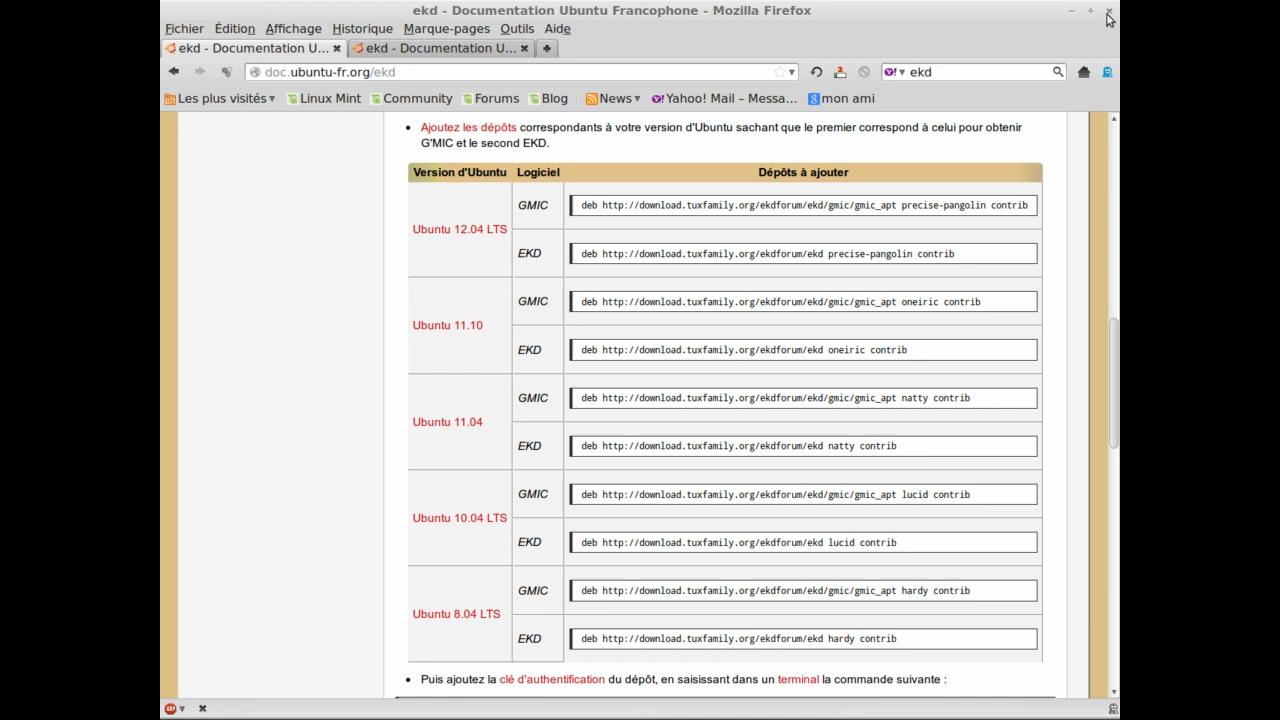 ekd - Documentation Ubuntu Francophone - Mozilla Firefox
Fichier Édition Affichage Historique Marque-pages Outils Aide
ekd - Documentation U... ekd - Documentation U...
doc.ubuntu-fr.org/ekd ekd
Les plus visités Linux Mint Community Forums Blog News Yahoo! Mail – Messa... mon ami
Ajoutez les dépôts correspondants à votre version d'Ubuntu sachant que le premier correspond à celui pour obtenir
G'MIC et le second EKD.
Version d'Ubuntu Logiciel Dépôts à ajouter
Ubuntu 12.04 LTS
GMIC deb http://download.tuxfamily.org/ekdforum/ekd/gmic/gmic_apt precise-pangolin contrib
EKD deb http://download.tuxfamily.org/ekdforum/ekd precise-pangolin contrib
Ubuntu 11.10
GMIC deb http://download.tuxfamily.org/ekdforum/ekd/gmic/gmic_apt oneiric contrib
EKD deb http://download.tuxfamily.org/ekdforum/ekd oneiric contrib
Ubuntu 11.04
GMIC deb http://download.tuxfamily.org/ekdforum/ekd/gmic/gmic_apt natty contrib
EKD deb http://download.tuxfamily.org/ekdforum/ekd natty contrib
Ubuntu 10.04 LTS
GMIC deb http://download.tuxfamily.org/ekdforum/ekd/gmic/gmic_apt lucid contrib
EKD deb http://download.tuxfamily.org/ekdforum/ekd lucid contrib
Ubuntu 8.04 LTS
GMIC deb http://download.tuxfamily.org/ekdforum/ekd/gmic/gmic_apt hardy contrib
EKD deb http://download.tuxfamily.org/ekdforum/ekd hardy contrib
Puis ajoutez la clé d'authentification du dépôt, en saisissant dans un terminal la commande suivante :